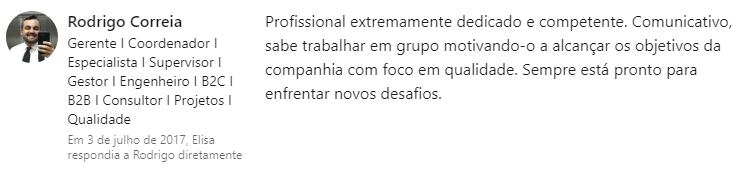 Rodrigo Correia
Gerente l Coordenador l
Especialista l Supervisor l
Gestor l Engenheiro l B2C l
B2B l Consultor l Projetos l
Qualidade
Em 3 de julho de 2017, Elisa
respondia a Rodrigo diretamente
Profissional extremamente dedicado e competente. Comunicativo,
sabe trabalhar em grupo motivando-o a alcançar os objetivos da
companhia com foco em qualidade. Sempre está pronto para
enfrentar novos desafios.